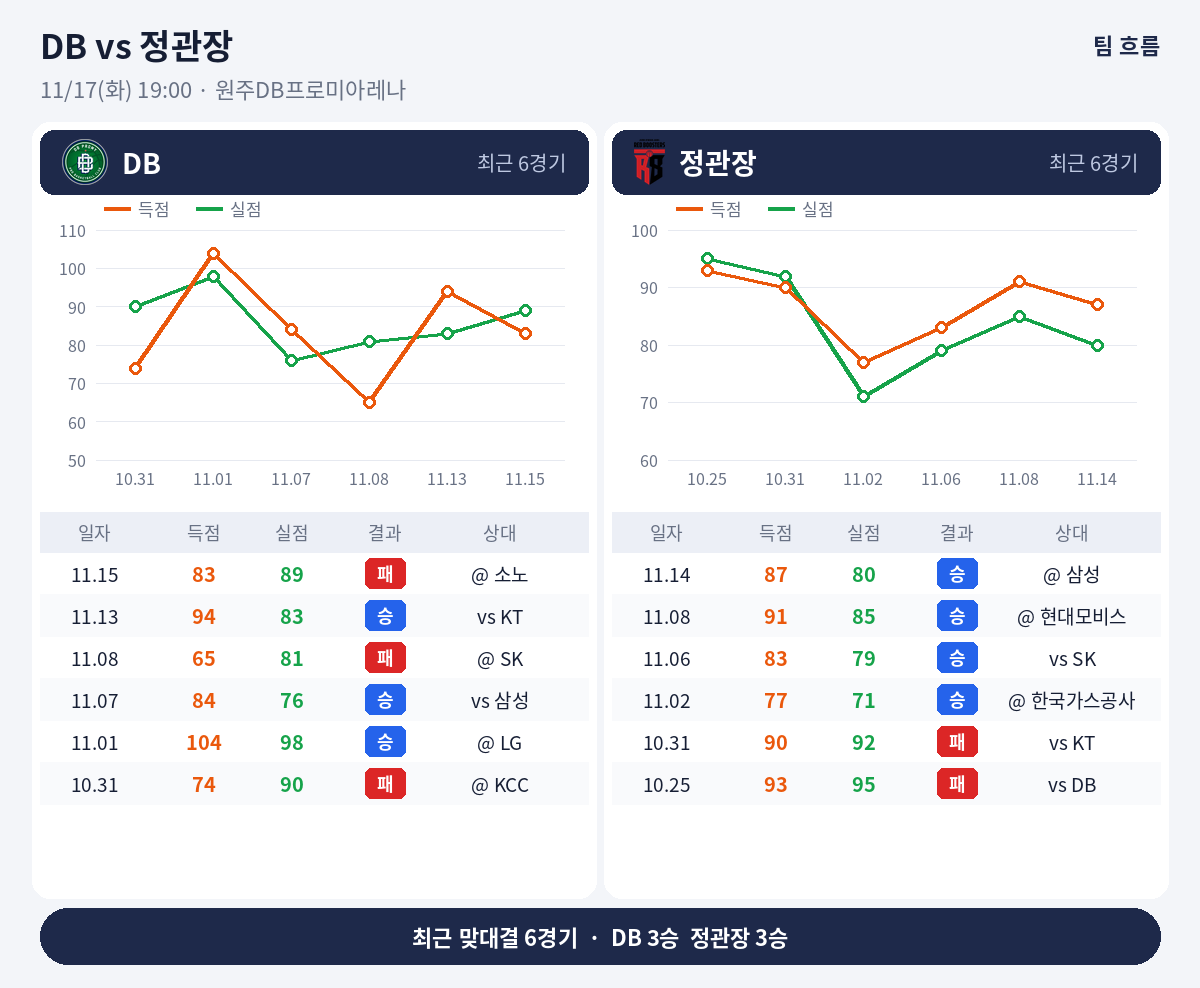 DB vs 정관장
팀 흐름
11/17(화) 19:00 · 원주DB프로미아레나
DB
최근 6경기
득점 실점
110
100
90
80
70
60
50
10.31 11.01 11.07 11.08 11.13 11.15
일자 득점 실점 결과 상대
11.15 83 89 패 @ 소노
11.13 94 83 승 vs KT
11.08 65 81 패 @ SK
11.07 84 76 승 vs 삼성
11.01 104 98 승 @ LG
10.31 74 90 패 @ KCC
정관장
최근 6경기
득점 실점
100
90
80
70
60
10.25 10.31 11.02 11.06 11.08 11.14
일자 득점 실점 결과 상대
11.14 87 80 승 @ 삼성
11.08 91 85 승 @ 현대모비스
11.06 83 79 승 vs SK
11.02 77 71 승 @ 한국가스공사
10.31 90 92 패 vs KT
10.25 93 95 패 vs DB
최근 맞대결 6경기 · DB 3승 정관장 3승